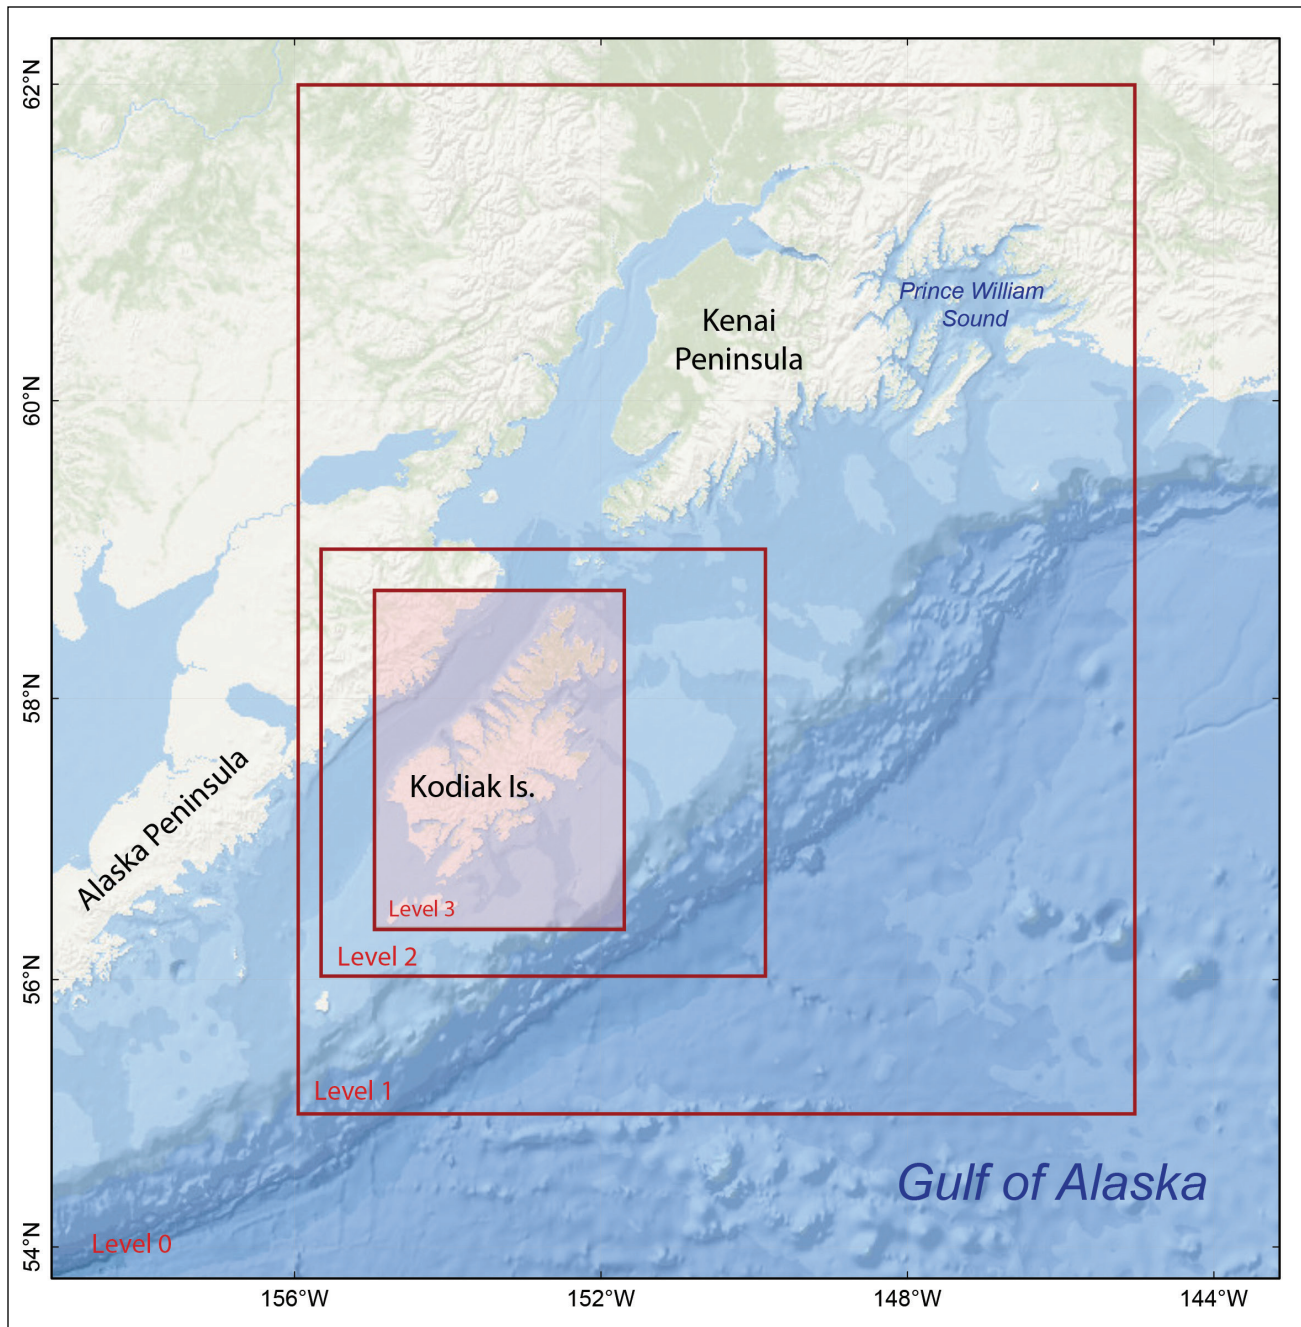 62°N
60°N
58°N
56°N
54°N
Prince William
Sound
Kenai
Peninsula
Kodiak Is.
Alaska Peninsula
Level 3
Level 2
Level 1
Level 0
Gulf of Alaska
156°W
152°W
148°W
144°W